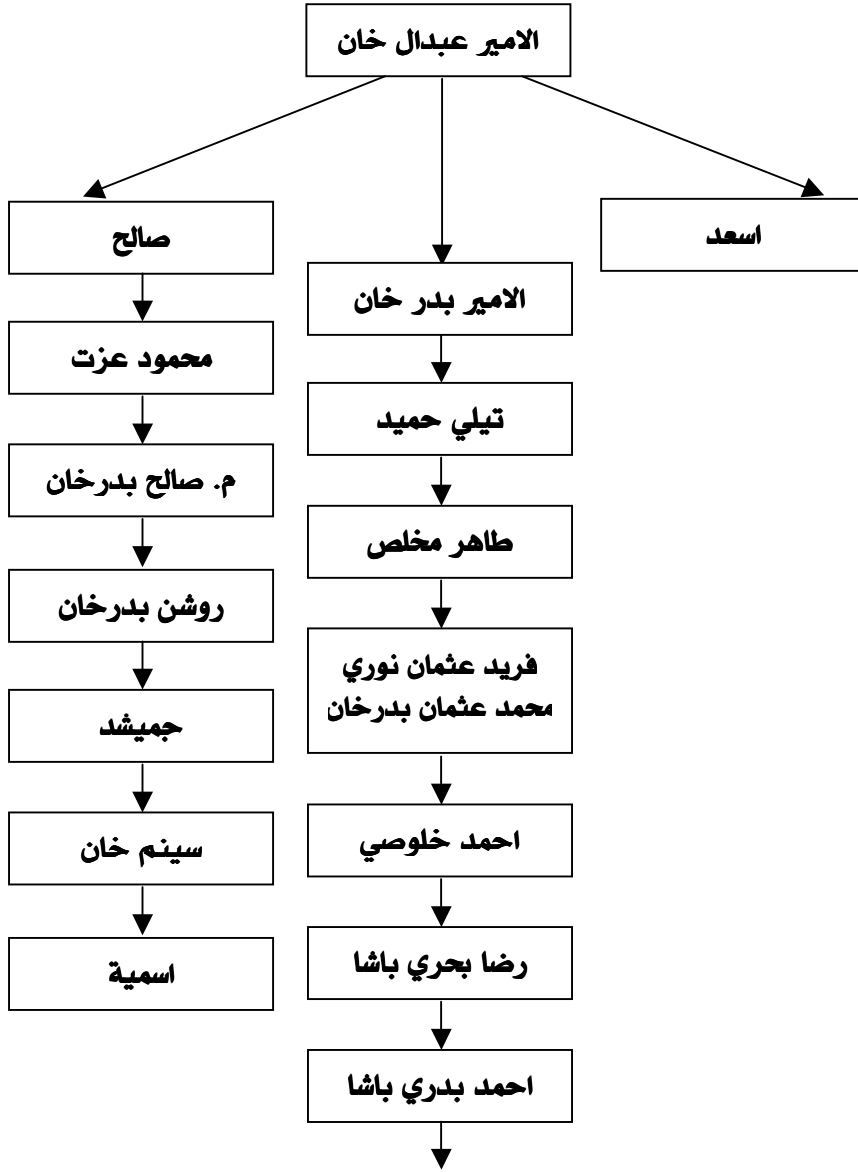 الامير عبدال خان
اسعد
الامير بدر خان
تيلي حميد
طاهر مخلص
فريد عثمان نوري
محمد عثمان بدرخان
احمد خلوصي
رضا بحري باشا
احمد بدري باشا
صالح
محمود عزت
م. صالح بدرخان
روشن بدرخان
جميشد
سينم خان
اسمية